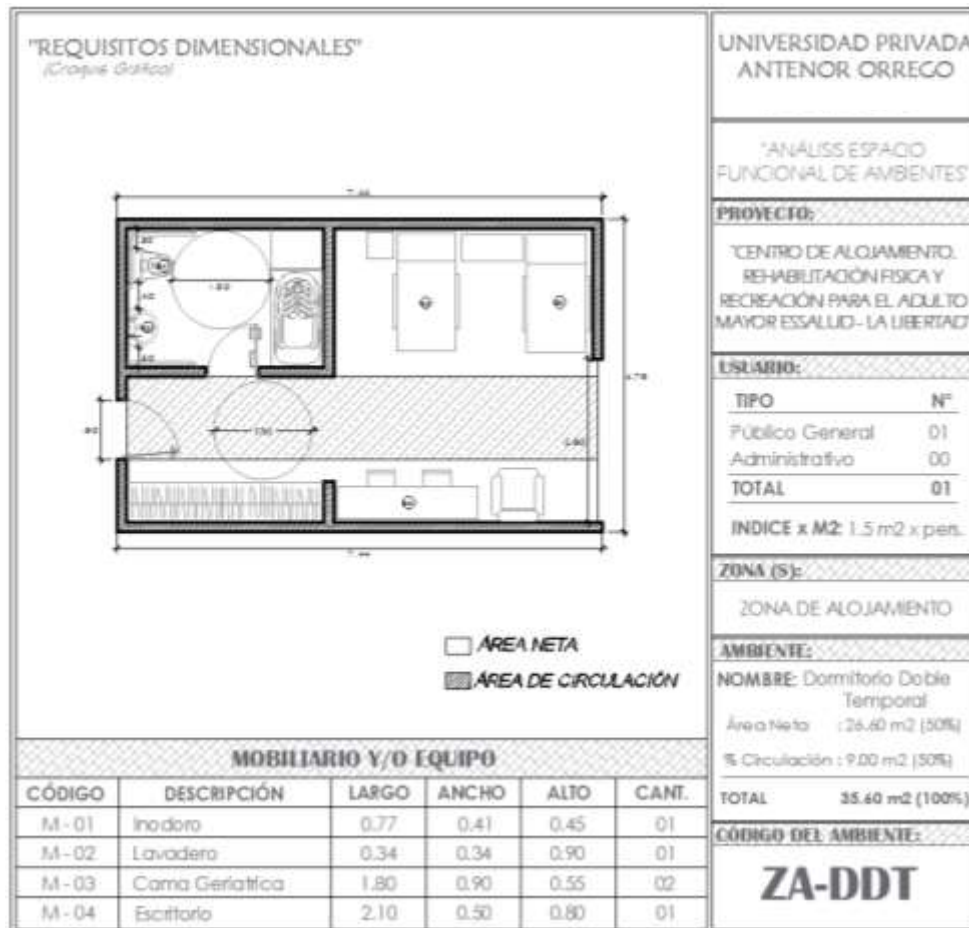 "REQUISITOS DIMENSIONALES"
(Croquis Gráfico)
1.50
1.50
ÁREA NETA
ÁREA DE CIRCULACIÓN
MOBILIARIO Y/O EQUIPO
CÓDIGO DESCRIPCIÓN LARGO ANCHO ALTO CANT.
M - 01 Inodoro 0.77 0.41 0.45 01
M - 02 Lavadero 0.34 0.34 0.90 01
M - 03 Cama Geriatrica 1.80 0.90 0.55 02
M - 04 Escritorio 2.10 0.50 0.80 01
UNIVERSIDAD PRIVADA
ANTENOR ORREGO
"ANÁLISIS ESPACIO
FUNCIONAL DE AMBIENTES"
PROYECTO:
"CENTRO DE ALOJAMIENTO,
REHABILITACIÓN FISICA Y
RECREACIÓN PARA EL ADULTO
MAYOR ESSALUD - LA LIBERTAD"
USUARIO:
TIPO N°
Público General 01
Administrativo 00
TOTAL 01
INDICE x M2: 1.5 m2 x pers.
ZONA (S):
ZONA DE ALOJAMIENTO
AMBIENTE:
NOMBRE: Dormitorio Doble
Temporal
Área Neta : 26.60 m2 (50%)
% Circulación : 9.00 m2 (50%)
TOTAL 35.60 m2 (100%)
CÓDIGO DEL AMBIENTE:
ZA-DDT